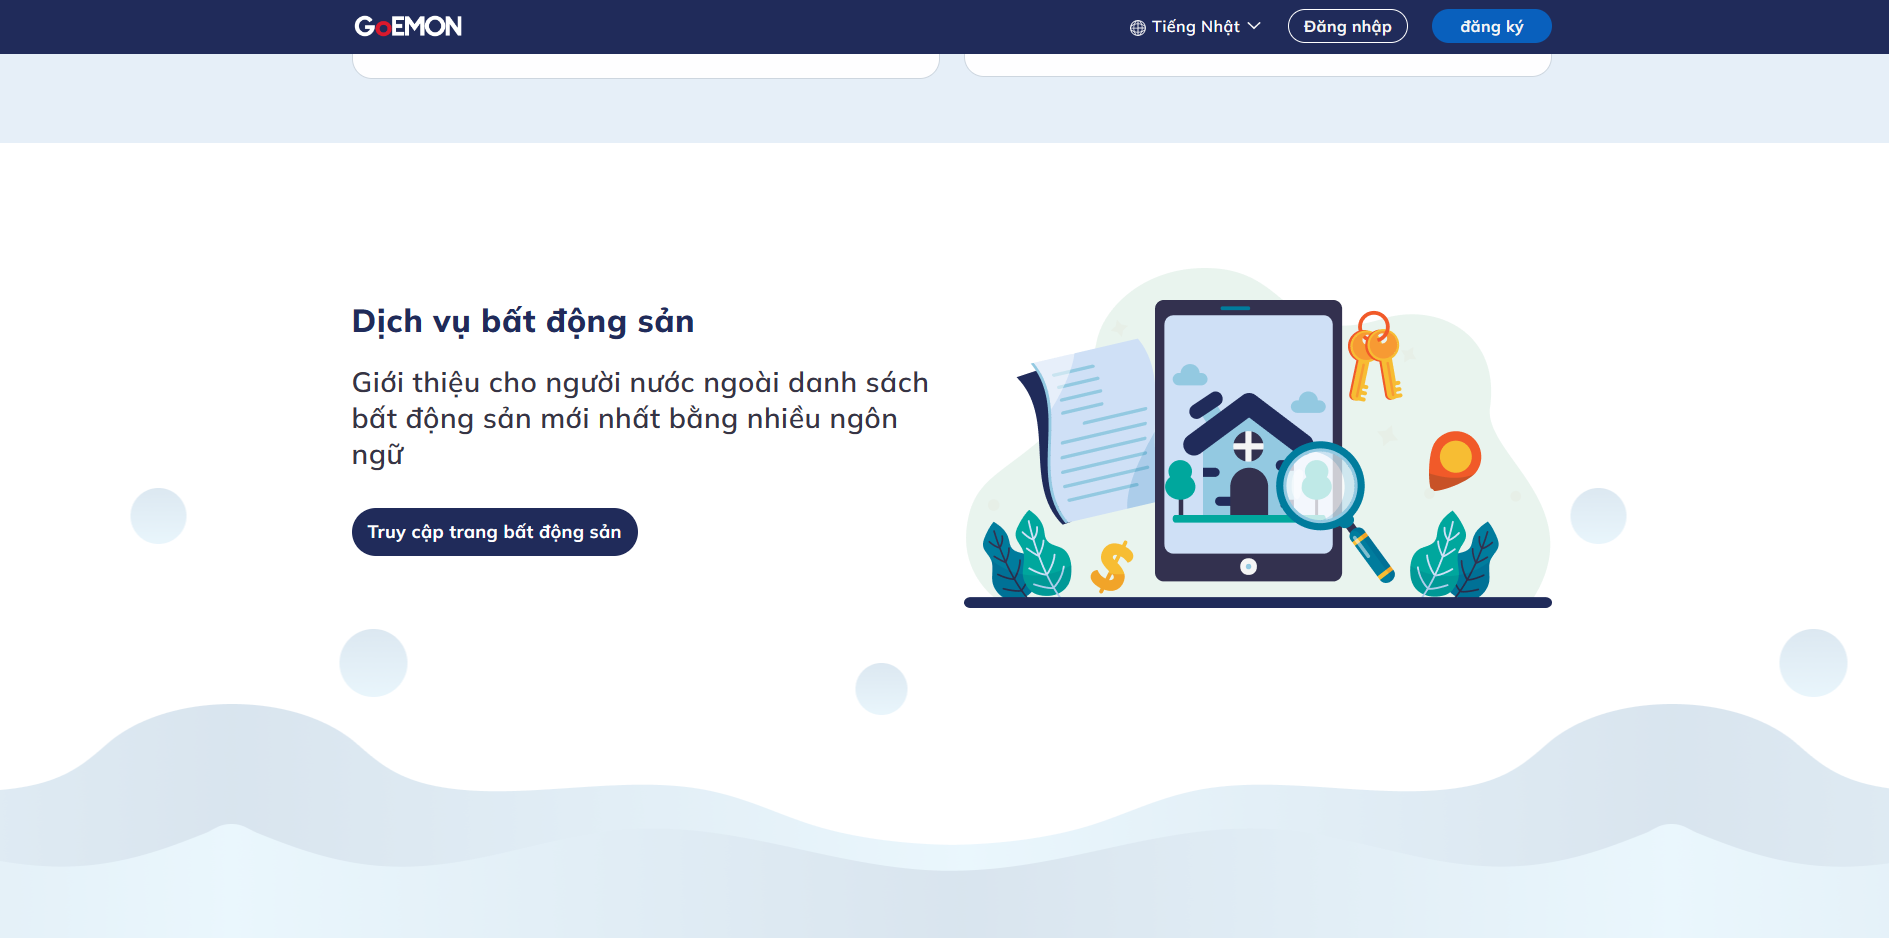 GoEMON
Tiếng Nhật
Đăng nhập
đăng ký
Dịch vụ bất động sản
Giới thiệu cho người nước ngoài danh sách
bất động sản mới nhất bằng nhiều ngôn
ngữ
Truy cập trang bất động sản